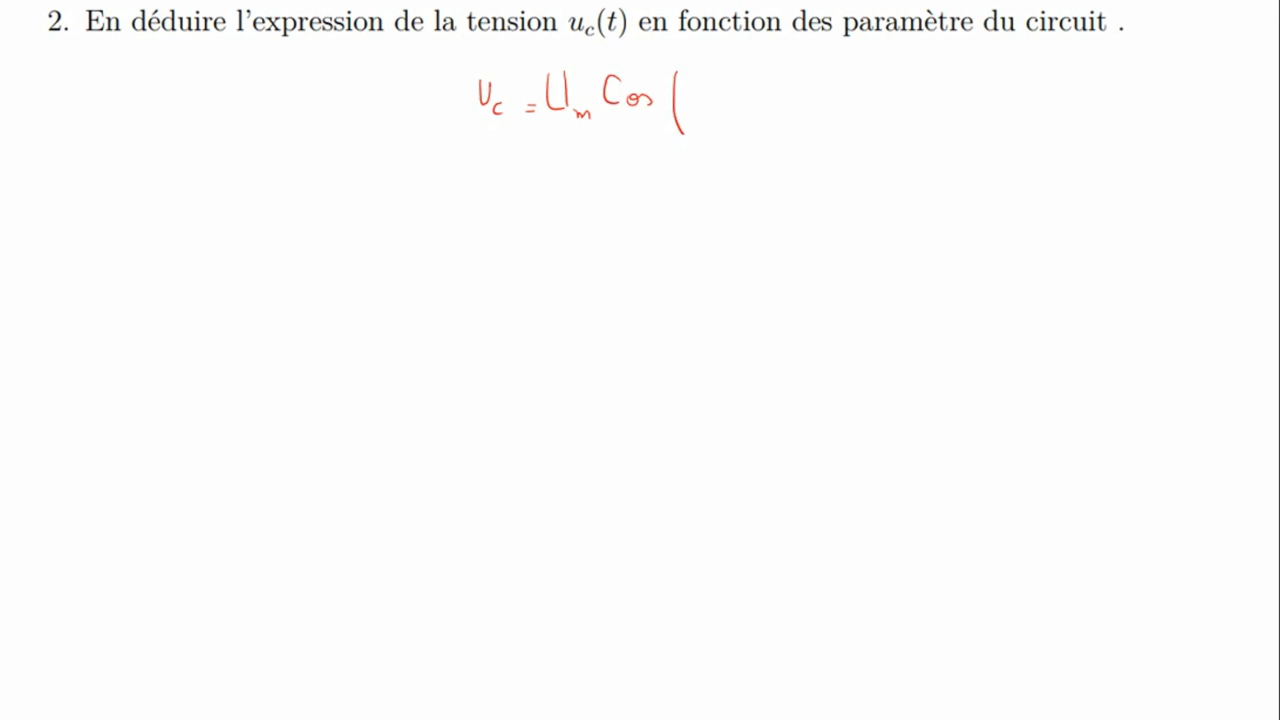 2. En déduire l'expression de la tension u_c(t) en fonction des paramètre du circuit .
U_c = U_m Cos (